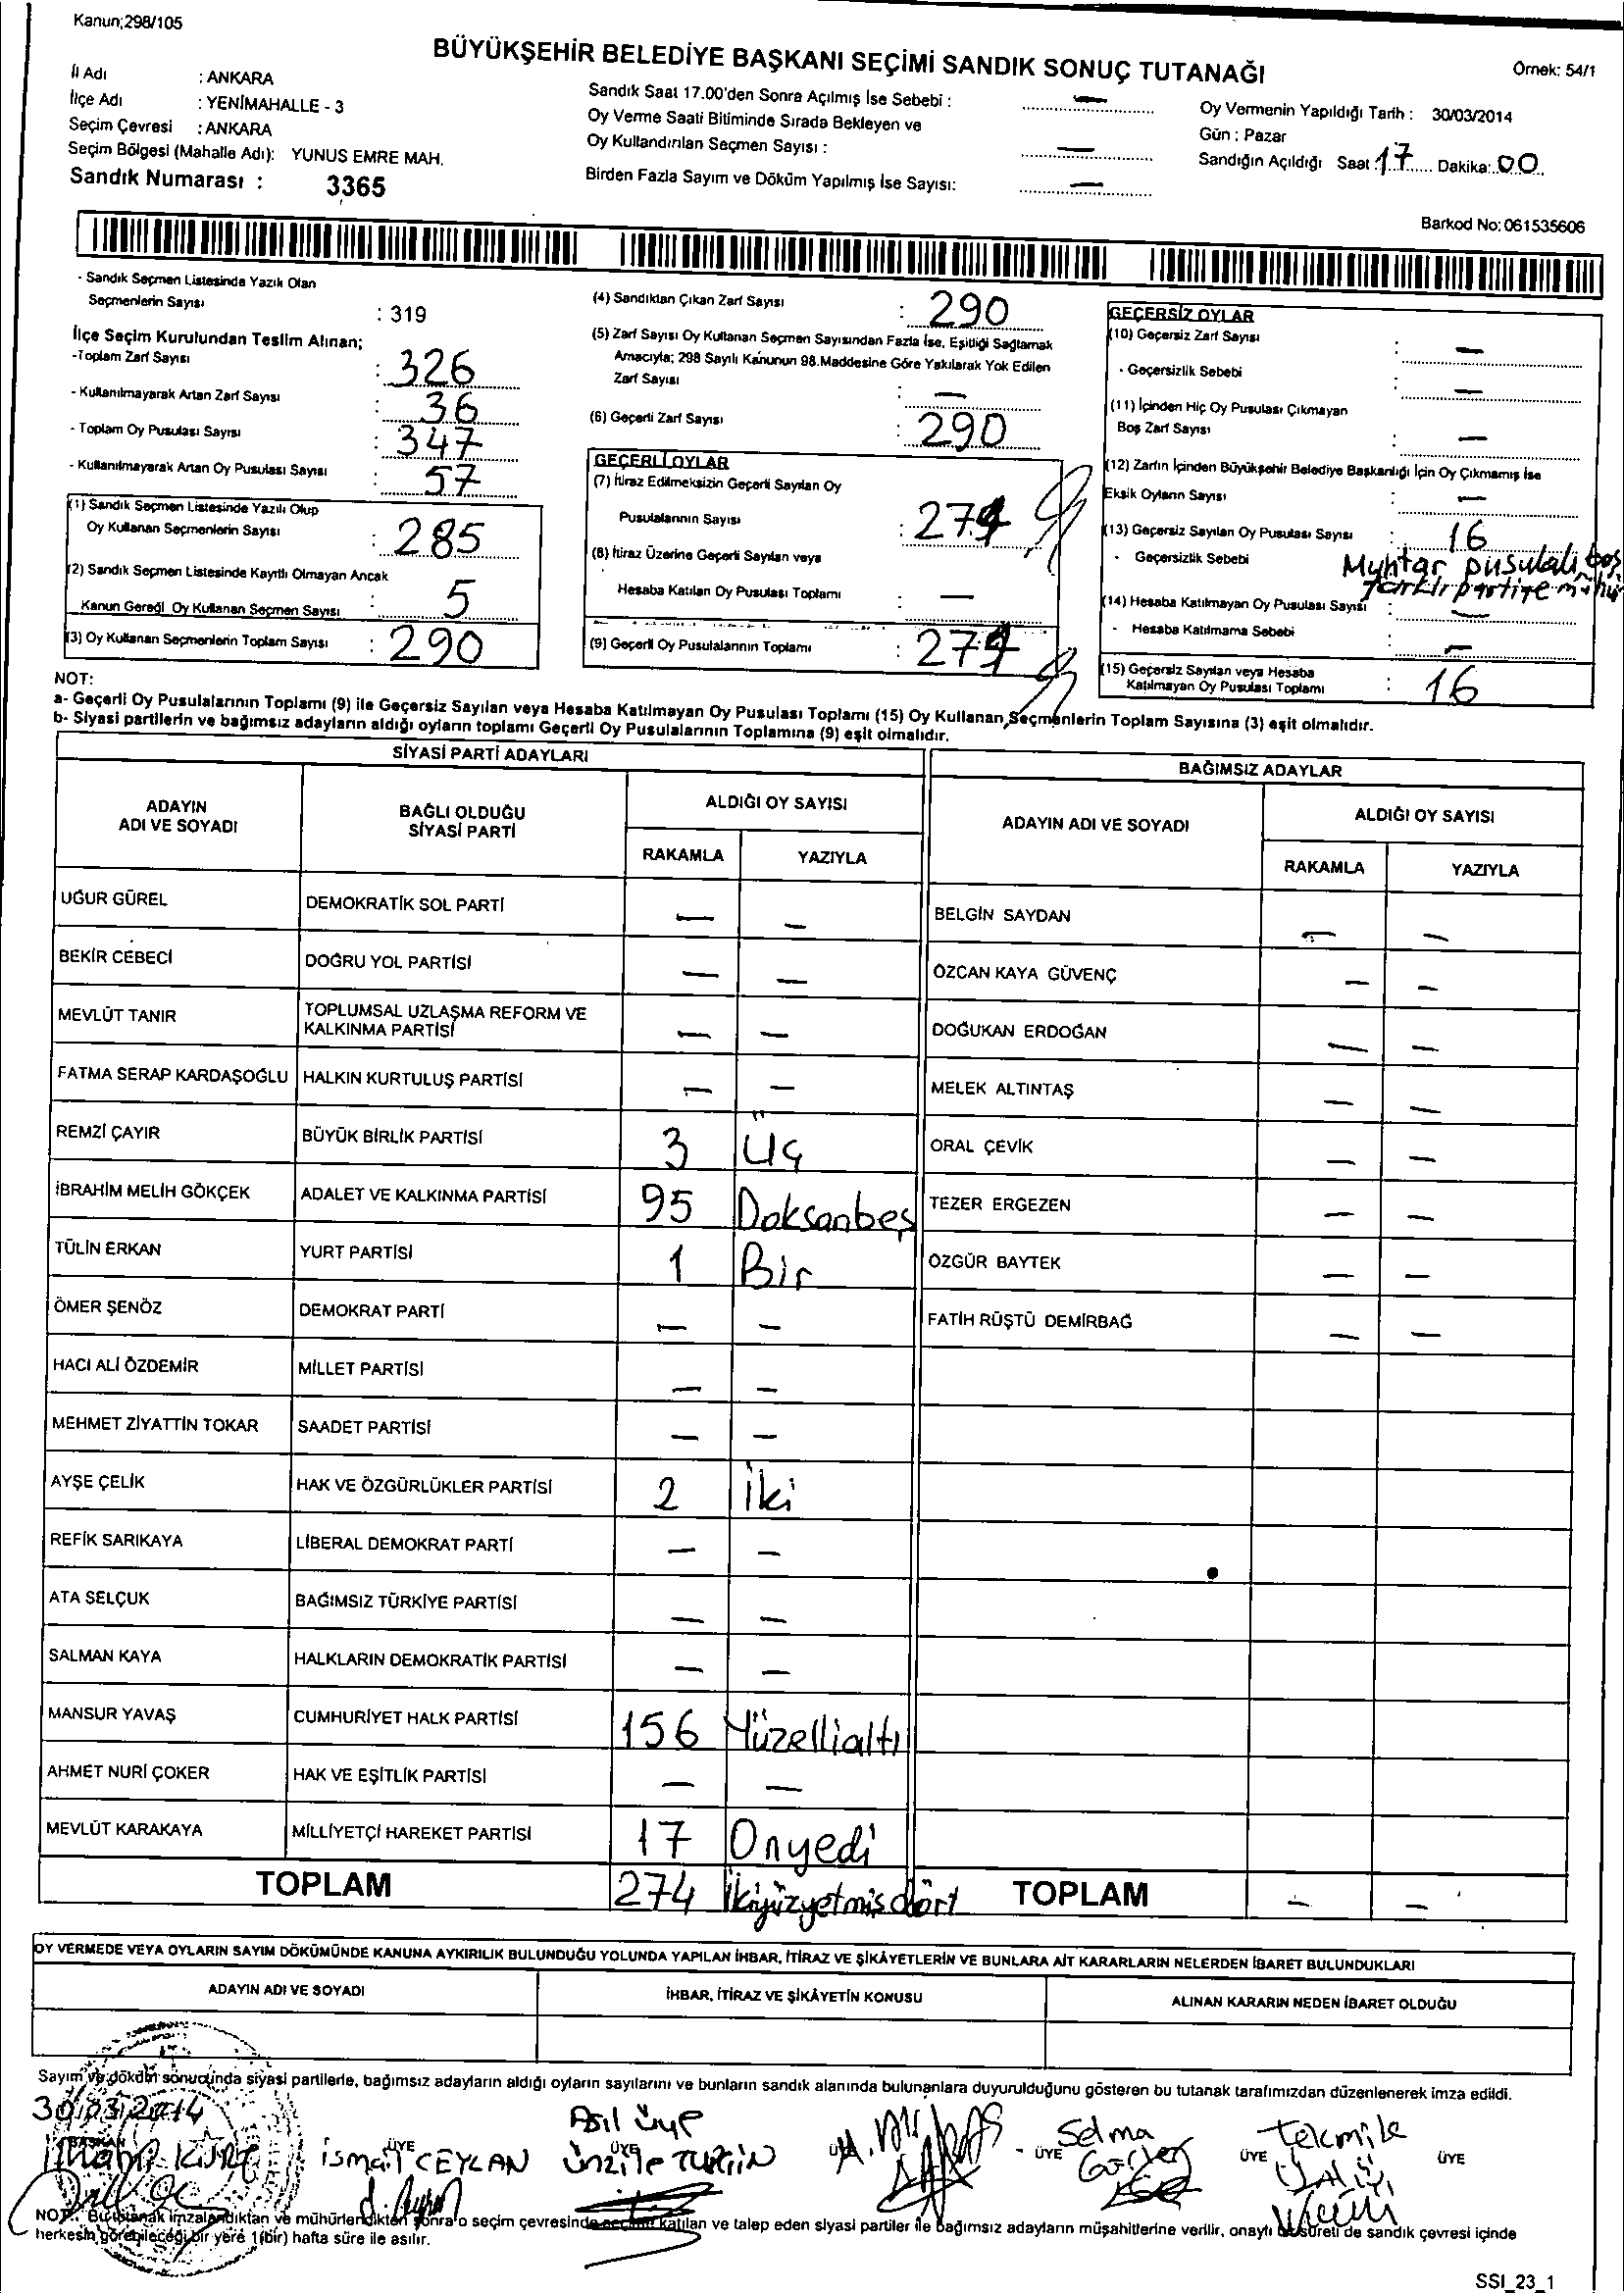 Kanun;298/105
BÜYÜKŞEHİR BELEDİYE BAŞKANI SEÇİMİ SANDIK SONUÇ TUTANAĞI
Örnek: 54/1
İl Adı : ANKARA
İlçe Adı : YENİMAHALLE - 3
Seçim Çevresi : ANKARA
Seçim Bölgesi (Mahalle Adı): YUNUS EMRE MAH.
Sandık Numarası : 3365
Sandık Saat 17.00'den Sonra Açılmış İse Sebebi : —
Oy Verme Saati Bitiminde Sırada Bekleyen ve
Oy Kullandırılan Seçmen Sayısı : —
Birden Fazla Sayım ve Döküm Yapılmış İse Sayısı: —
Oy Vermenin Yapıldığı Tarih : 30/03/2014
Gün : Pazar
Sandığın Açıldığı Saat : 17 Dakika: 00
Barkod No: 061535606
- Sandık Seçmen Listesinde Yazılı Olan
Seçmenlerin Sayısı : 319
İlçe Seçim Kurulundan Teslim Alınan;
-Toplam Zarf Sayısı : 326
- Kullanılmayarak Artan Zarf Sayısı : 36
- Toplam Oy Pusulası Sayısı : 347
- Kullanılmayarak Artan Oy Pusulası Sayısı : 57
(1) Sandık Seçmen Listesinde Yazılı Olup
Oy Kullanan Seçmenlerin Sayısı : 285
(2) Sandık Seçmen Listesinde Kayıtlı Olmayan Ancak
Kanun Gereği Oy Kullanan Seçmen Sayısı : 5
(3) Oy Kullanan Seçmenlerin Toplam Sayısı : 290
(4) Sandıktan Çıkan Zarf Sayısı : 290
(5) Zarf Sayısı Oy Kullanan Seçmen Sayısından Fazla İse, Eşitliği Sağlamak
Amacıyla; 298 Sayılı Kanunun 98.Maddesine Göre Yakılarak Yok Edilen
Zarf Sayısı : —
(6) Geçerli Zarf Sayısı : 290
GEÇERLİ OYLAR
(7) İtiraz Edilmeksizin Geçerli Sayılan Oy
Pusulalarının Sayısı : 274
(8) İtiraz Üzerine Geçerli Sayılan veya
Hesaba Katılan Oy Pusulası Toplamı : —
(9) Geçerli Oy Pusulalarının Toplamı : 274
GEÇERSİZ OYLAR
(10) Geçersiz Zarf Sayısı : —
- Geçersizlik Sebebi : —
(11) İçinden Hiç Oy Pusulası Çıkmayan
Boş Zarf Sayısı : —
(12) Zarfın İçinden Büyükşehir Belediye Başkanlığı İçin Oy Çıkmamış İse
Eksik Oyların Sayısı : —
(13) Geçersiz Sayılan Oy Pusulası Sayısı : 16
- Geçersizlik Sebebi Muhtar pusulalı, boş
farklı partiye mühür
(14) Hesaba Katılmayan Oy Pusulası Sayısı : —
- Hesaba Katılmama Sebebi : —
(15) Geçersiz Sayılan veya Hesaba
Katılmayan Oy Pusulası Toplamı : 16
NOT:
a- Geçerli Oy Pusulalarının Toplamı (9) ile Geçersiz Sayılan veya Hesaba Katılmayan Oy Pusulası Toplamı (15) Oy Kullanan Seçmenlerin Toplam Sayısına (3) eşit olmalıdır.
b- Siyasi partilerin ve bağımsız adayların aldığı oyların toplamı Geçerli Oy Pusulalarının Toplamına (9) eşit olmalıdır.
SİYASİ PARTİ ADAYLARI
ADAYIN ADI VE SOYADI BAĞLI OLDUĞU SİYASİ PARTİ ALDIĞI OY SAYISI
RAKAMLA YAZIYLA
UĞUR GÜREL DEMOKRATİK SOL PARTİ — —
BEKİR CEBECİ DOĞRU YOL PARTİSİ — —
MEVLÜT TANIR TOPLUMSAL UZLAŞMA REFORM VE KALKINMA PARTİSİ — —
FATMA SERAP KARDAŞOĞLU HALKIN KURTULUŞ PARTİSİ — —
REMZİ ÇAYIR BÜYÜK BİRLİK PARTİSİ 3 Üç
İBRAHİM MELİH GÖKÇEK ADALET VE KALKINMA PARTİSİ 95 Doksanbeş
TÜLİN ERKAN YURT PARTİSİ 1 Bir
ÖMER ŞENÖZ DEMOKRAT PARTİ — —
HACI ALİ ÖZDEMİR MİLLET PARTİSİ — —
MEHMET ZİYATTİN TOKAR SAADET PARTİSİ — —
AYŞE ÇELİK HAK VE ÖZGÜRLÜKLER PARTİSİ 2 İki
REFİK SARIKAYA LİBERAL DEMOKRAT PARTİ — —
ATA SELÇUK BAĞIMSIZ TÜRKİYE PARTİSİ — —
SALMAN KAYA HALKLARIN DEMOKRATİK PARTİSİ — —
MANSUR YAVAŞ CUMHURİYET HALK PARTİSİ 156 Yüzellialtı
AHMET NURİ ÇOKER HAK VE EŞİTLİK PARTİSİ — —
MEVLÜT KARAKAYA MİLLİYETÇİ HAREKET PARTİSİ 17 Onyedi
TOPLAM 274 İkiyüzyetmişdört
BAĞIMSIZ ADAYLAR
ADAYIN ADI VE SOYADI ALDIĞI OY SAYISI
RAKAMLA YAZIYLA
BELGİN SAYDAN — —
ÖZCAN KAYA GÜVENÇ — —
DOĞUKAN ERDOĞAN — —
MELEK ALTINTAŞ — —
ORAL ÇEVİK — —
TEZER ERGEZEN — —
ÖZGÜR BAYTEK — —
FATİH RÜŞTÜ DEMİRBAĞ — —
TOPLAM — —
OY VERMEDE VEYA OYLARIN SAYIM DÖKÜMÜNDE KANUNA AYKIRILIK BULUNDUĞU YOLUNDA YAPILAN İHBAR, İTİRAZ VE ŞİKÂYETLERİN VE BUNLARA AİT KARARLARIN NELERDEN İBARET BULUNDUKLARI
ADAYIN ADI VE SOYADI İHBAR, İTİRAZ VE ŞİKÂYETİN KONUSU ALINAN KARARIN NEDEN İBARET OLDUĞU
Sayım ve döküm sonucunda siyasi partilerle, bağımsız adayların aldığı oyların sayılarını ve bunların sandık alanında bulunanlara duyurulduğunu gösteren bu tutanak tarafımızdan düzenlenerek imza edildi.
30/03/2014
Asıl üye
BAŞKAN ÜYE ÜYE ÜYE ÜYE ÜYE ÜYE
İsmail CEYLAN
Selma
NOT: Bu tutanak imzalandıktan ve mühürlendikten sonra o seçim çevresinde seçime katılan ve talep eden siyasi partiler ile bağımsız adayların müşahitlerine verilir, onaylı bir sureti de sandık çevresi içinde
herkesin görebileceği bir yere 1(bir) hafta süre ile asılır.
SSI_23_1